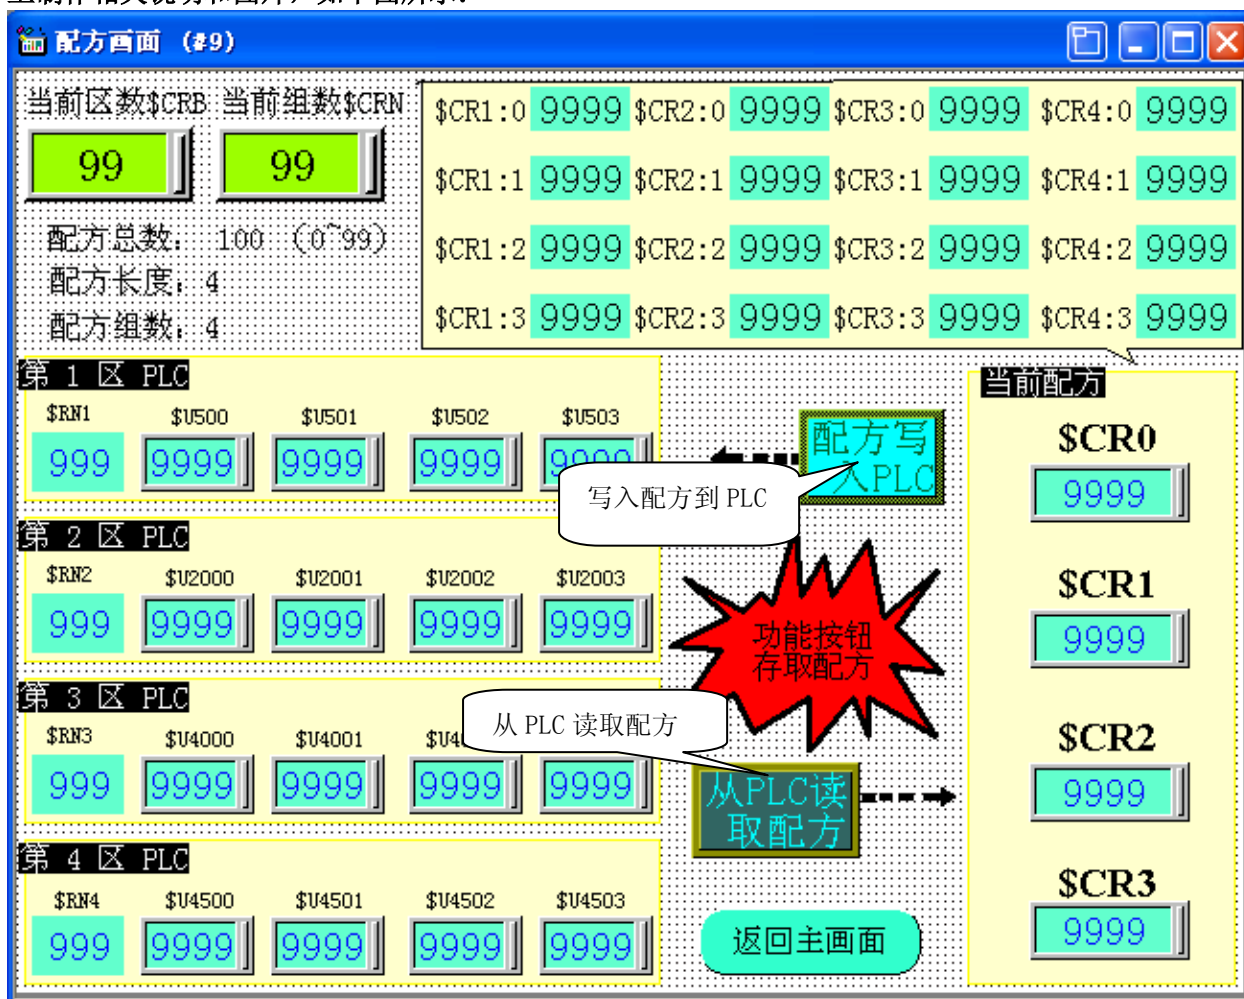 配方画面 (#9)
当前区数$CRB 当前组数$CRN
99 99
配方总数: 100 (0~99)
配方长度: 4
配方组数: 4
$CR1:0 9999 $CR2:0 9999 $CR3:0 9999 $CR4:0 9999
$CR1:1 9999 $CR2:1 9999 $CR3:1 9999 $CR4:1 9999
$CR1:2 9999 $CR2:2 9999 $CR3:2 9999 $CR4:2 9999
$CR1:3 9999 $CR2:3 9999 $CR3:3 9999 $CR4:3 9999
第 1 区 PLC
$RN1 $U500 $U501 $U502 $U503
999 9999 9999 9999 9999
第 2 区 PLC
$RN2 $U2000 $U2001 $U2002 $U2003
999 9999 9999 9999 9999
第 3 区 PLC
$RN3 $U4000 $U4001
999 9999 9999 9999 9999
第 4 区 PLC
$RN4 $U4500 $U4501 $U4502 $U4503
999 9999 9999 9999 9999
配方写
入PLC
写入配方到 PLC
功能按钮
存取配方
从 PLC 读取配方
从PLC读
取配方
返回主画面
当前配方
$CR0
9999
$CR1
9999
$CR2
9999
$CR3
9999